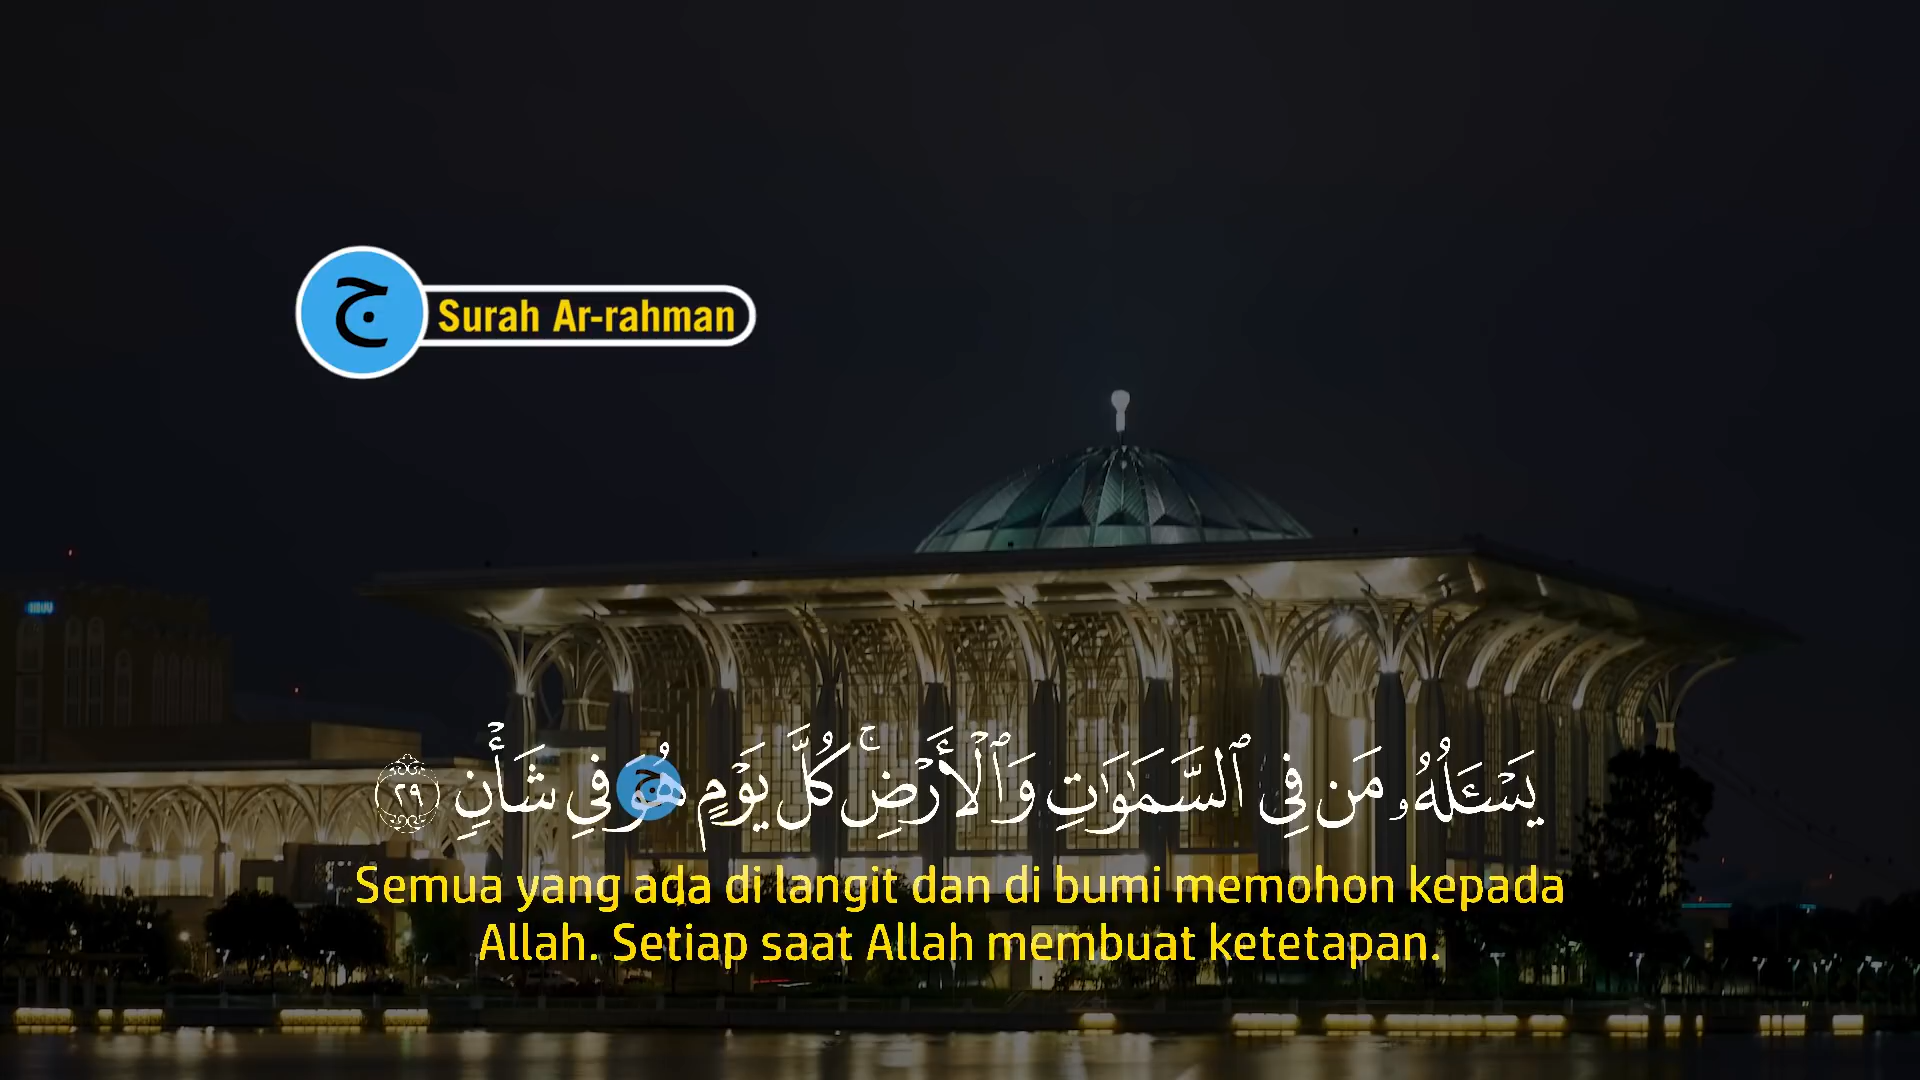 ج
Surah Ar-rahman
يَسْـَٔلُهُۥ مَن فِى ٱلسَّمَـٰوَٰتِ وَٱلْأَرْضِ ۚ كُلَّ يَوْمٍ هُوَ فِى شَأْنٍ ٢٩
ج
Semua yang ada di langit dan di bumi memohon kepada
Allah. Setiap saat Allah membuat ketetapan.